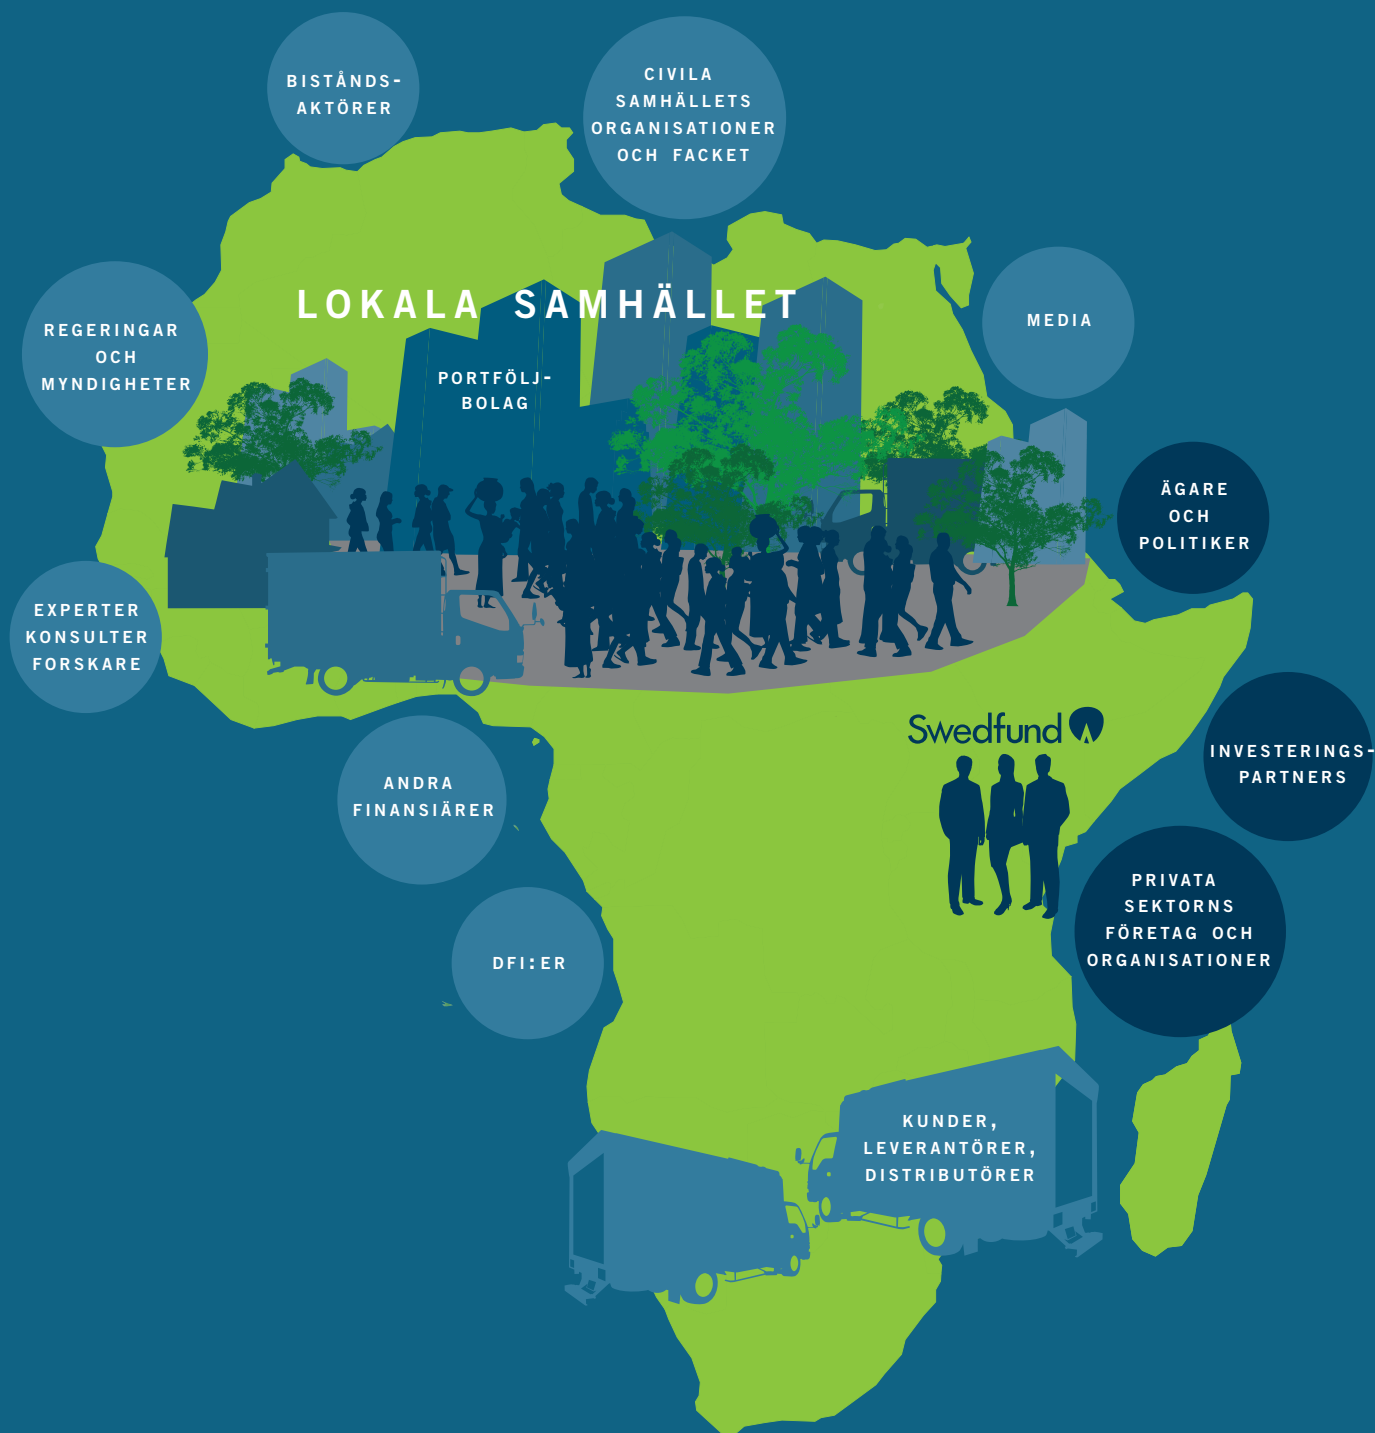 BISTÅNDS-
AKTÖRER
CIVILA
SAMHÄLLETS
ORGANISATIONER
OCH FACKET
REGERINGAR
OCH
MYNDIGHETER
LOKALA SAMHÄLLET
MEDIA
PORTFÖLJ-
BOLAG
ÄGARE
OCH
POLITIKER
EXPERTER
KONSULTER
FORSKARE
Swedfund
INVESTERINGS-
PARTNERS
ANDRA
FINANSIÄRER
PRIVATA
SEKTORNS
FÖRETAG OCH
ORGANISATIONER
DFI:ER
KUNDER,
LEVERANTÖRER,
DISTRIBUTÖRER